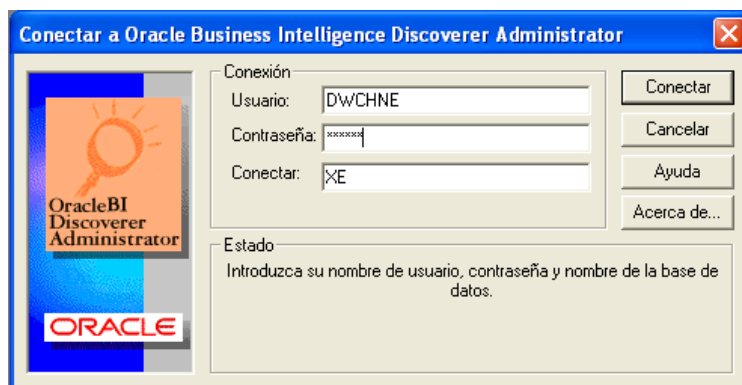 Conectar a Oracle Business Intelligence Discoverer Administrator
Conexión
Usuario: DWCHNE
Contraseña: ******
Conectar: XE
Conectar
Cancelar
Ayuda
Acerca de...
OracleBI
Discoverer
Administrator
ORACLE
Estado
Introduzca su nombre de usuario, contraseña y nombre de la base de
datos.